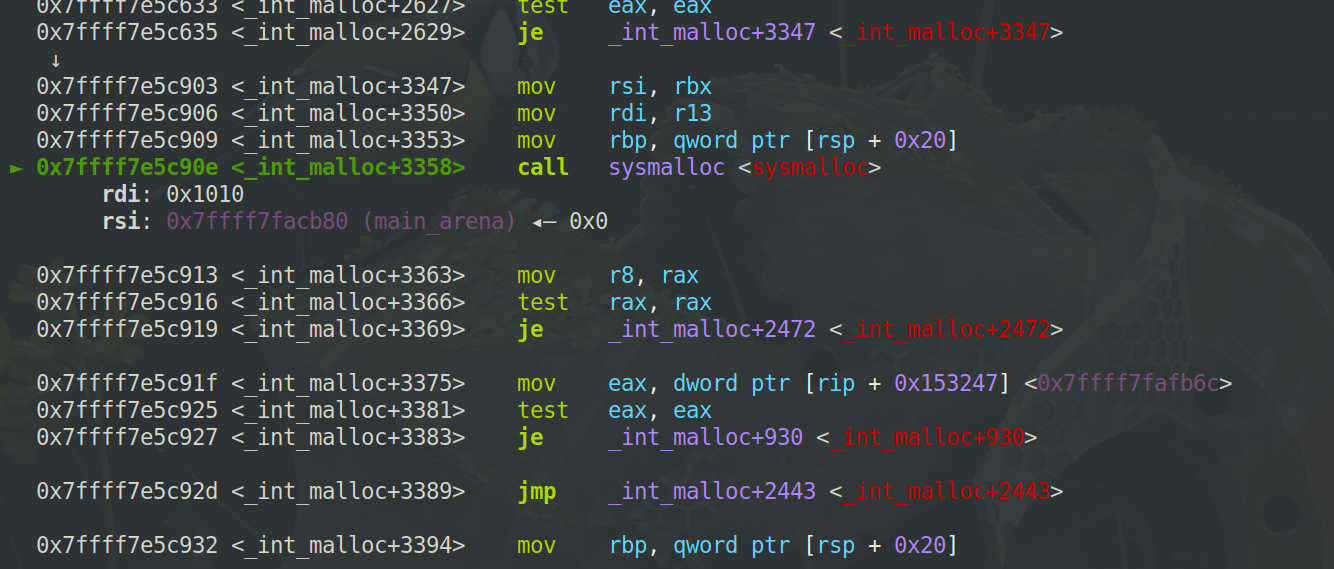 0x7ffff7e5c633 <_int_malloc+2627> test eax, eax
0x7ffff7e5c635 <_int_malloc+2629> je _int_malloc+3347 <_int_malloc+3347>
↓
0x7ffff7e5c903 <_int_malloc+3347> mov rsi, rbx
0x7ffff7e5c906 <_int_malloc+3350> mov rdi, r13
0x7ffff7e5c909 <_int_malloc+3353> mov rbp, qword ptr [rsp + 0x20]
► 0x7ffff7e5c90e <_int_malloc+3358> call sysmalloc <sysmalloc>
rdi: 0x1010
rsi: 0x7ffff7facb80 (main_arena) ◂— 0x0
0x7ffff7e5c913 <_int_malloc+3363> mov r8, rax
0x7ffff7e5c916 <_int_malloc+3366> test rax, rax
0x7ffff7e5c919 <_int_malloc+3369> je _int_malloc+2472 <_int_malloc+2472>
0x7ffff7e5c91f <_int_malloc+3375> mov eax, dword ptr [rip + 0x153247] <0x7ffff7fafb6c>
0x7ffff7e5c925 <_int_malloc+3381> test eax, eax
0x7ffff7e5c927 <_int_malloc+3383> je _int_malloc+930 <_int_malloc+930>
0x7ffff7e5c92d <_int_malloc+3389> jmp _int_malloc+2443 <_int_malloc+2443>
0x7ffff7e5c932 <_int_malloc+3394> mov rbp, qword ptr [rsp + 0x20]